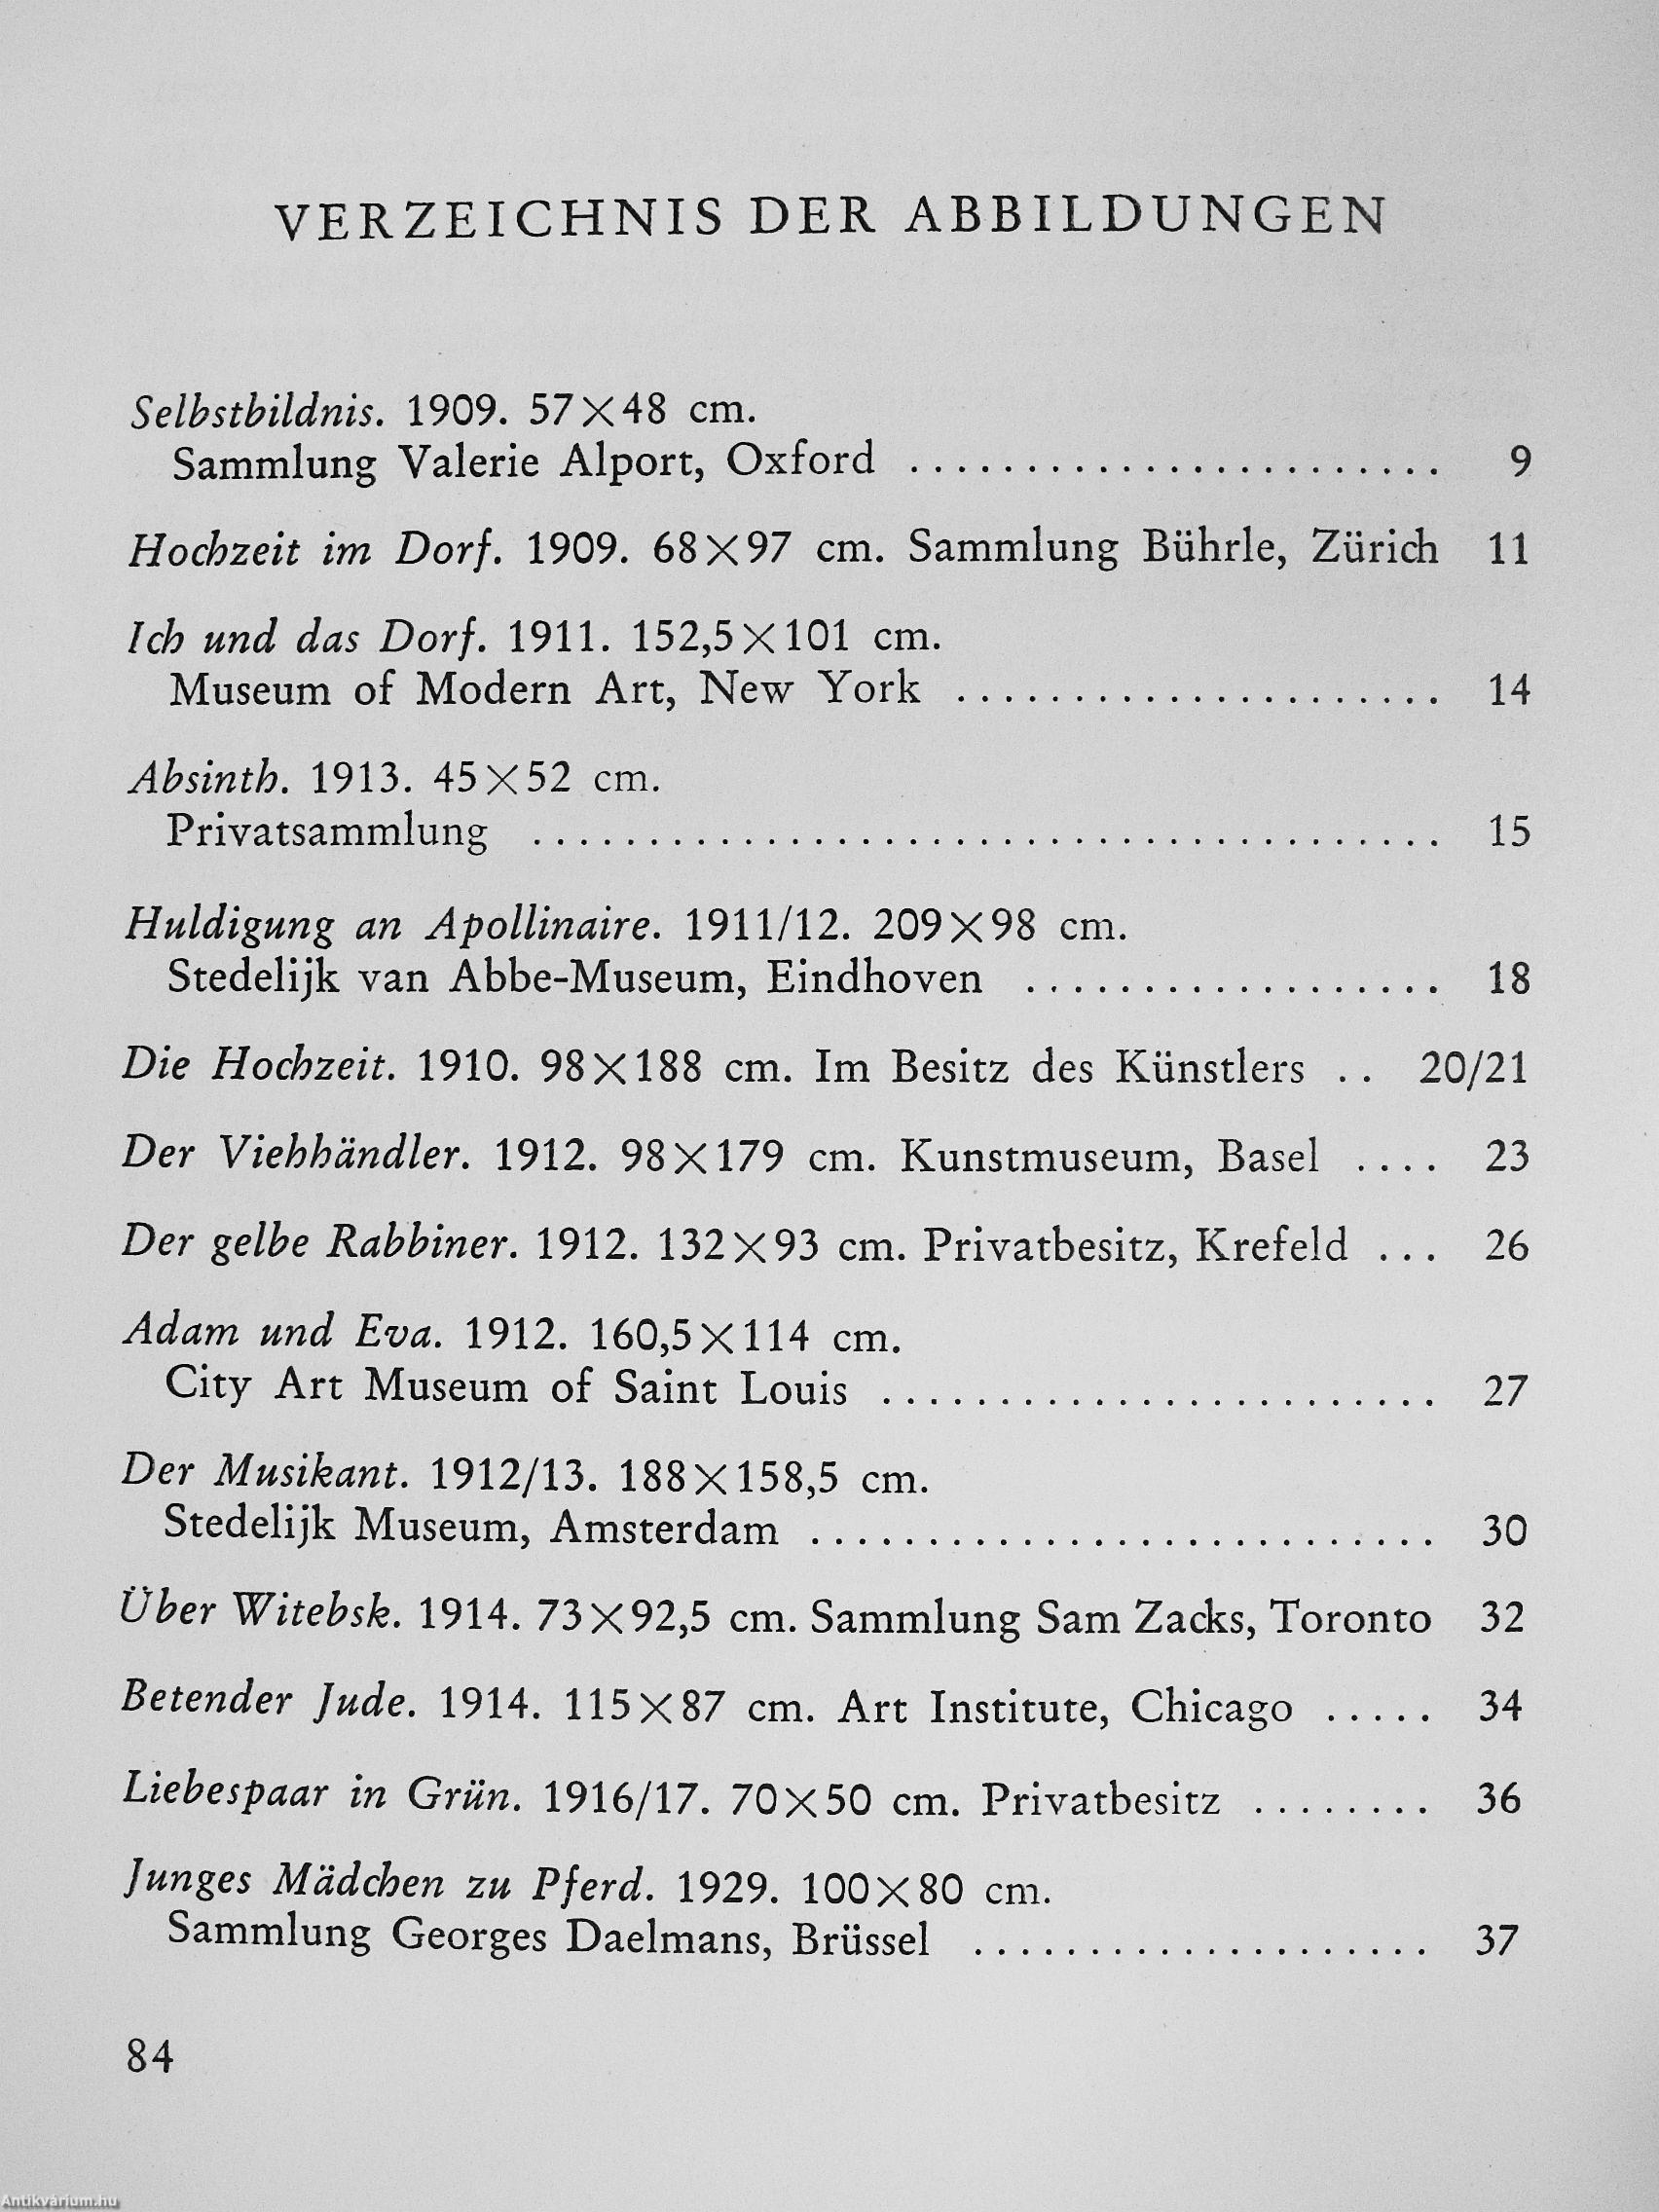 VERZEICHNIS DER ABBILDUNGEN
Selbstbildnis. 1909. 57×48 cm.
Sammlung Valerie Alport, Oxford ....................... 9
Hochzeit im Dorf. 1909. 68×97 cm. Sammlung Bührle, Zürich 11
Ich und das Dorf. 1911. 152,5×101 cm.
Museum of Modern Art, New York ..................... 14
Absinth. 1913. 45×52 cm.
Privatsammlung ....................................... 15
Huldigung an Apollinaire. 1911/12. 209×98 cm.
Stedelijk van Abbe-Museum, Eindhoven .................. 18
Die Hochzeit. 1910. 98×188 cm. Im Besitz des Künstlers .. 20/21
Der Viehhändler. 1912. 98×179 cm. Kunstmuseum, Basel .... 23
Der gelbe Rabbiner. 1912. 132×93 cm. Privatbesitz, Krefeld ... 26
Adam und Eva. 1912. 160,5×114 cm.
City Art Museum of Saint Louis ........................ 27
Der Musikant. 1912/13. 188×158,5 cm.
Stedelijk Museum, Amsterdam ........................... 30
Über Witebsk. 1914. 73×92,5 cm. Sammlung Sam Zacks, Toronto 32
Betender Jude. 1914. 115×87 cm. Art Institute, Chicago ..... 34
Liebespaar in Grün. 1916/17. 70×50 cm. Privatbesitz ........ 36
Junges Mädchen zu Pferd. 1929. 100×80 cm.
Sammlung Georges Daelmans, Brüssel .................... 37
84
Antikvárium.hu